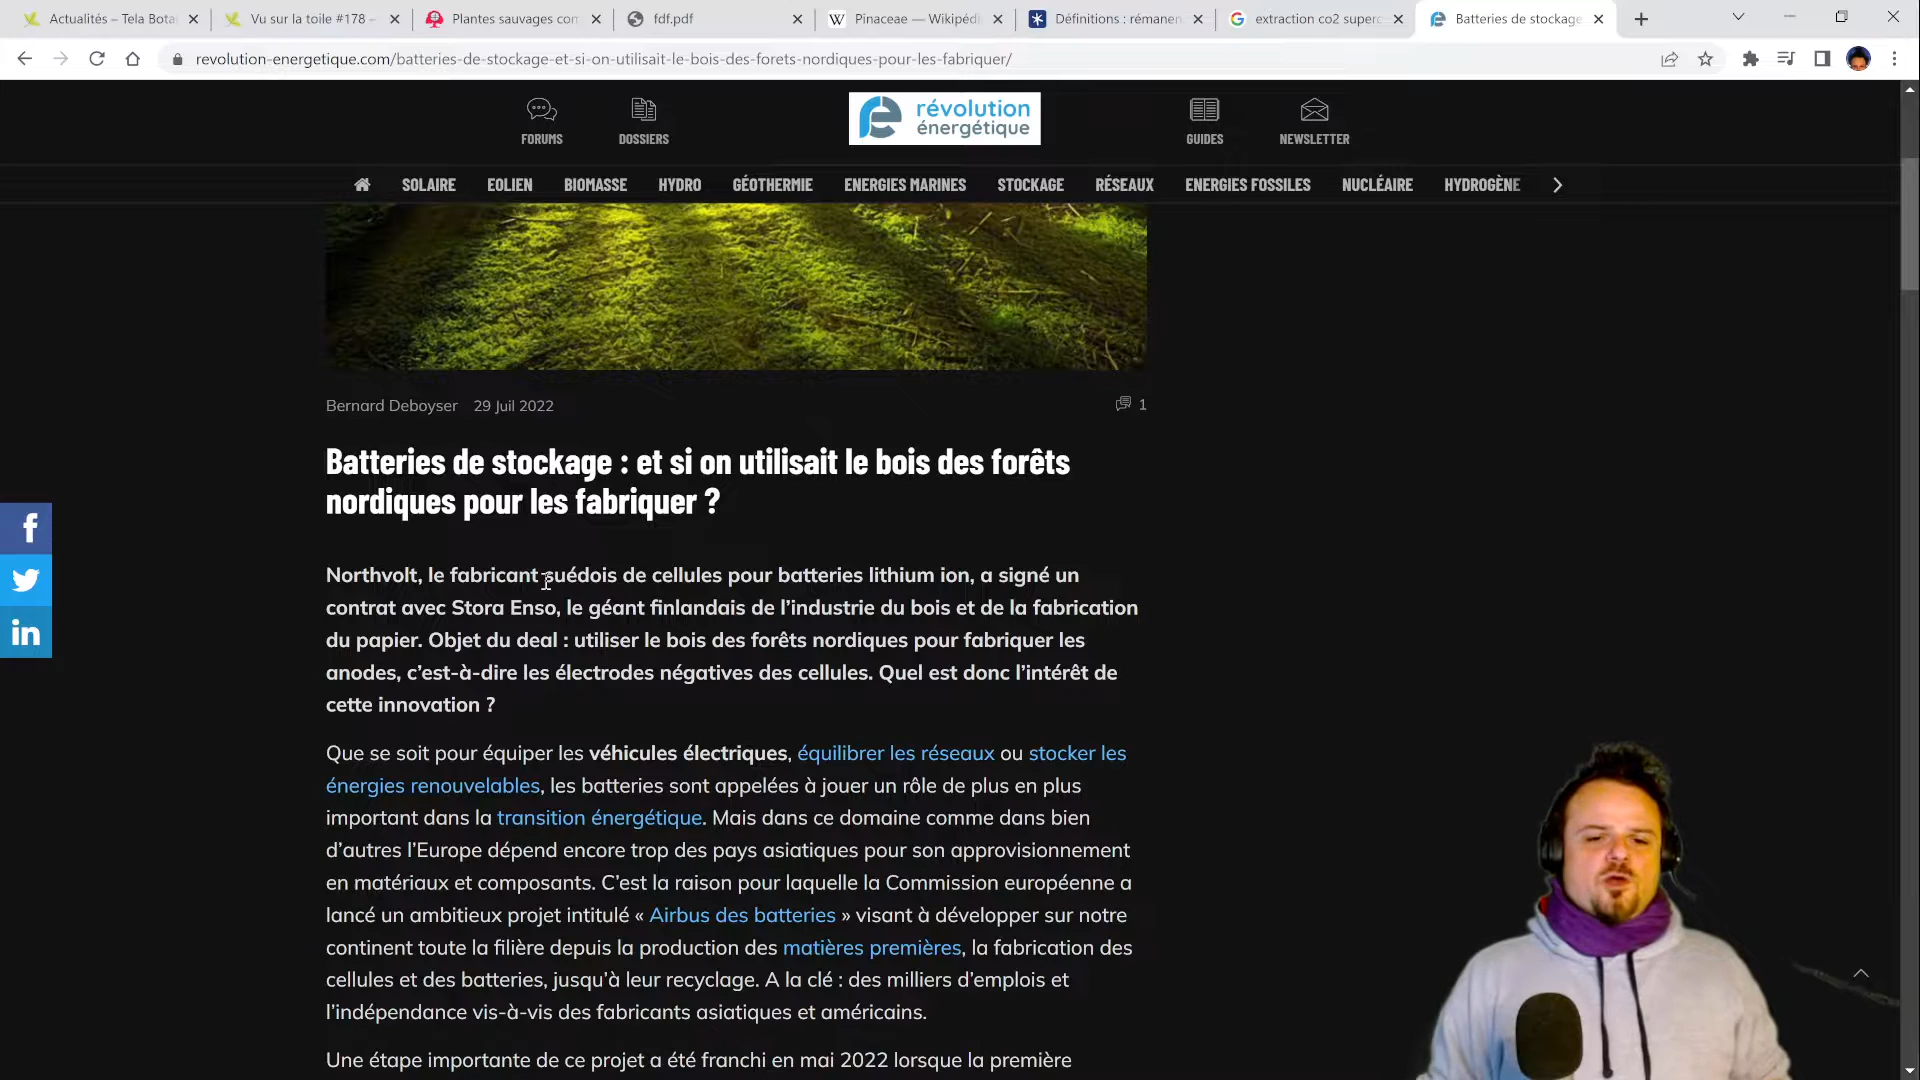 Actualités – Tela Bota
Vu sur la toile #178 –
Plantes sauvages com
fdf.pdf
Pinaceae — Wikipédi
Définitions : rémanen
extraction co2 superc
Batteries de stockage
revolution-energetique.com/batteries-de-stockage-et-si-on-utilisait-le-bois-des-forets-nordiques-pour-les-fabriquer/
FORUMS
DOSSIERS
révolution
énergétique
GUIDES
NEWSLETTER
SOLAIRE EOLIEN BIOMASSE HYDRO GÉOTHERMIE ENERGIES MARINES STOCKAGE RÉSEAUX ENERGIES FOSSILES NUCLÉAIRE HYDROGÈNE
Bernard Deboyser 29 Juil 2022
1
Batteries de stockage : et si on utilisait le bois des forêts
nordiques pour les fabriquer ?
Northvolt, le fabricant suédois de cellules pour batteries lithium ion, a signé un
contrat avec Stora Enso, le géant finlandais de l’industrie du bois et de la fabrication
du papier. Objet du deal : utiliser le bois des forêts nordiques pour fabriquer les
anodes, c’est-à-dire les électrodes négatives des cellules. Quel est donc l’intérêt de
cette innovation ?
Que se soit pour équiper les véhicules électriques, équilibrer les réseaux ou stocker les
énergies renouvelables, les batteries sont appelées à jouer un rôle de plus en plus
important dans la transition énergétique. Mais dans ce domaine comme dans bien
d’autres l’Europe dépend encore trop des pays asiatiques pour son approvisionnement
en matériaux et composants. C’est la raison pour laquelle la Commission européenne a
lancé un ambitieux projet intitulé « Airbus des batteries » visant à développer sur notre
continent toute la filière depuis la production des matières premières, la fabrication des
cellules et des batteries, jusqu’à leur recyclage. A la clé : des milliers d’emplois et
l’indépendance vis-à-vis des fabricants asiatiques et américains.
Une étape importante de ce projet a été franchi en mai 2022 lorsque la première